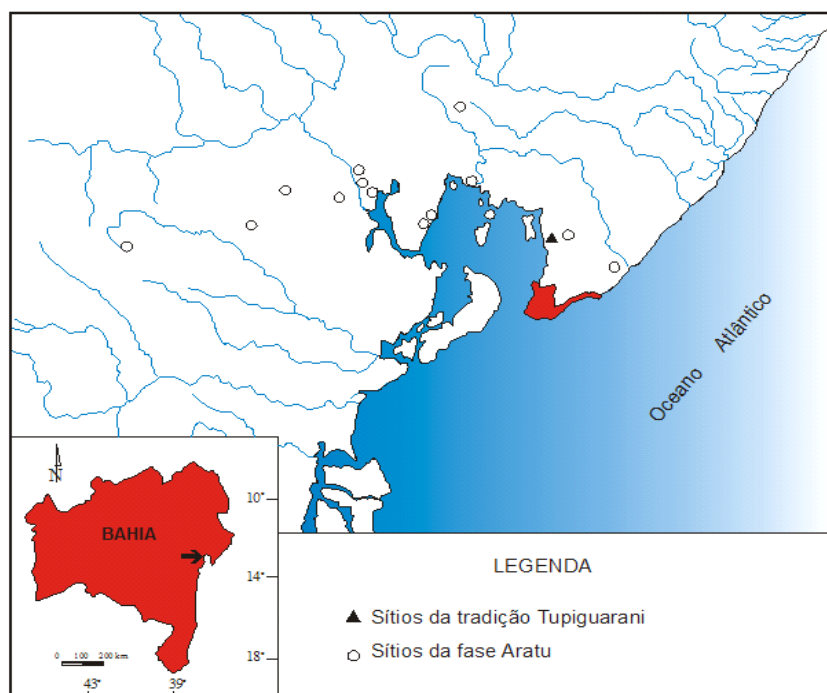 Oceano Atlântico
N
BAHIA
10°
14°
18°
0 100 200 km
43° 39°
LEGENDA
Sítios da tradição Tupiguarani
Sítios da fase Aratu